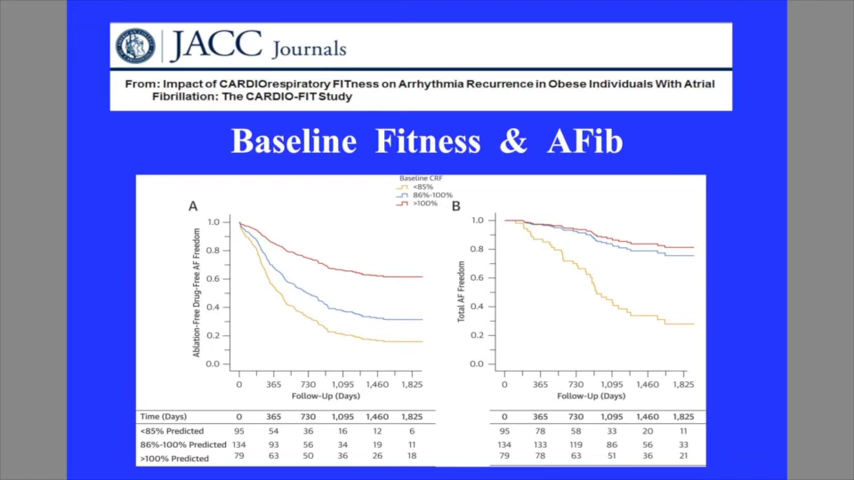 JACC Journals
From: Impact of CARDIOrespiratory FITness on Arrhythmia Recurrence in Obese Individuals With Atrial
Fibrillation: The CARDIO-FIT Study
Baseline Fitness & AFib
Baseline CRF
<85%
86%-100%
>100%
A
Ablation-Free Drug-Free AF Freedom
1.0
0.8
0.6
0.4
0.2
0.0
0 365 730 1,095 1,460 1,825
Follow-Up (Days)
B
Total AF Freedom
1.0
0.8
0.6
0.4
0.2
0.0
0 365 730 1,095 1,460 1,825
Follow-Up (Days)
Time (Days) 0 365 730 1,095 1,460 1,825 0 365 730 1,095 1,460 1,825
<85% Predicted 95 54 36 16 12 6 95 78 58 33 20 11
86%-100% Predicted 134 93 56 34 19 11 134 133 119 86 56 33
>100% Predicted 79 63 50 36 26 18 79 78 63 51 36 21